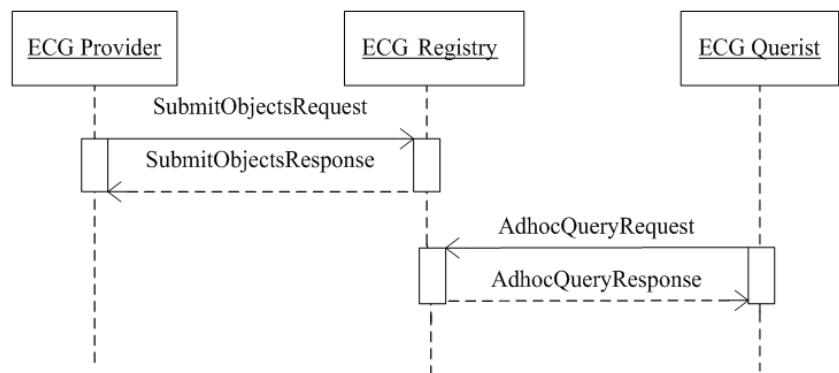 ECG Provider
ECG Registry
ECG Querist
SubmitObjectsRequest
SubmitObjectsResponse
AdhocQueryRequest
AdhocQueryResponse